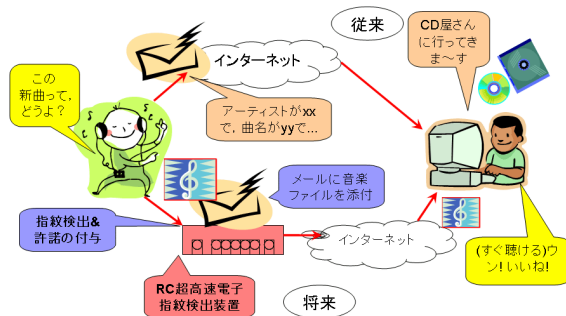 従来
CD屋さん
に行ってき
ま～す
インターネット
この
新曲って，
どうよ？
アーティストがxx
で，曲名がyyで…
メールに音楽
ファイルを添付
指紋検出&
許諾の付与
インターネット
(すぐ聴ける)ウ
ン！いいね！
RC超高速電子
指紋検出装置
将来